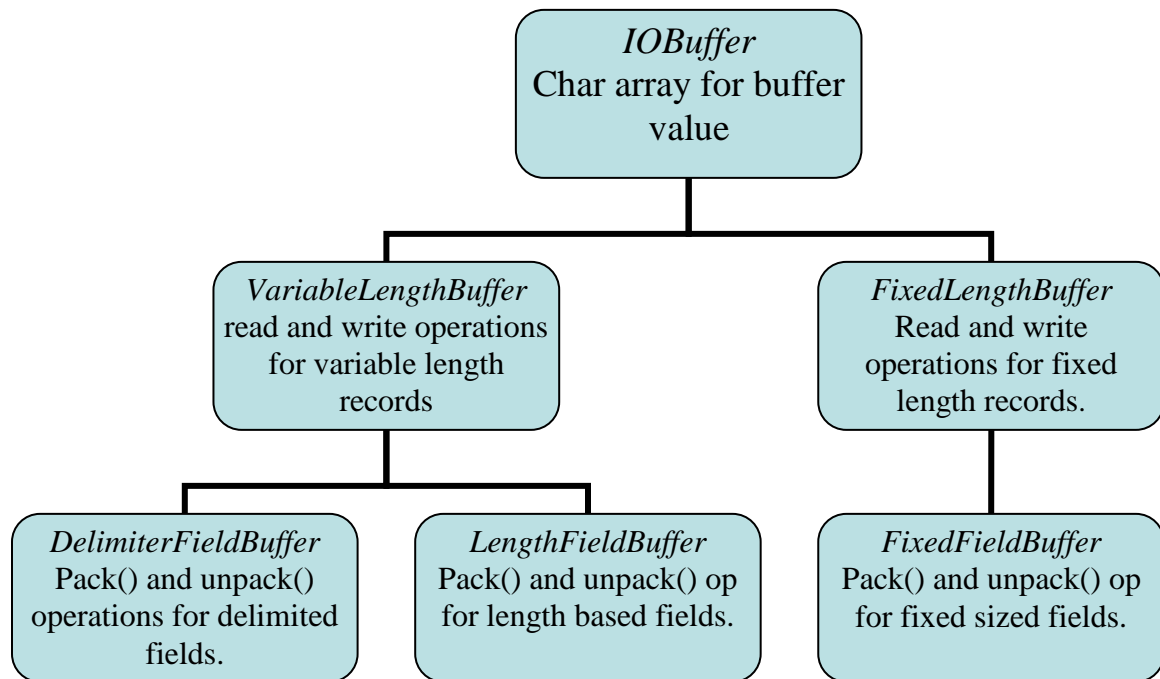 IOBuffer
Char array for buffer
value
VariableLengthBuffer
read and write operations
for variable length
records
FixedLengthBuffer
Read and write
operations for fixed
length records.
DelimiterFieldBuffer
Pack() and unpack()
operations for delimited
fields.
LengthFieldBuffer
Pack() and unpack() op
for length based fields.
FixedFieldBuffer
Pack() and unpack() op
for fixed sized fields.